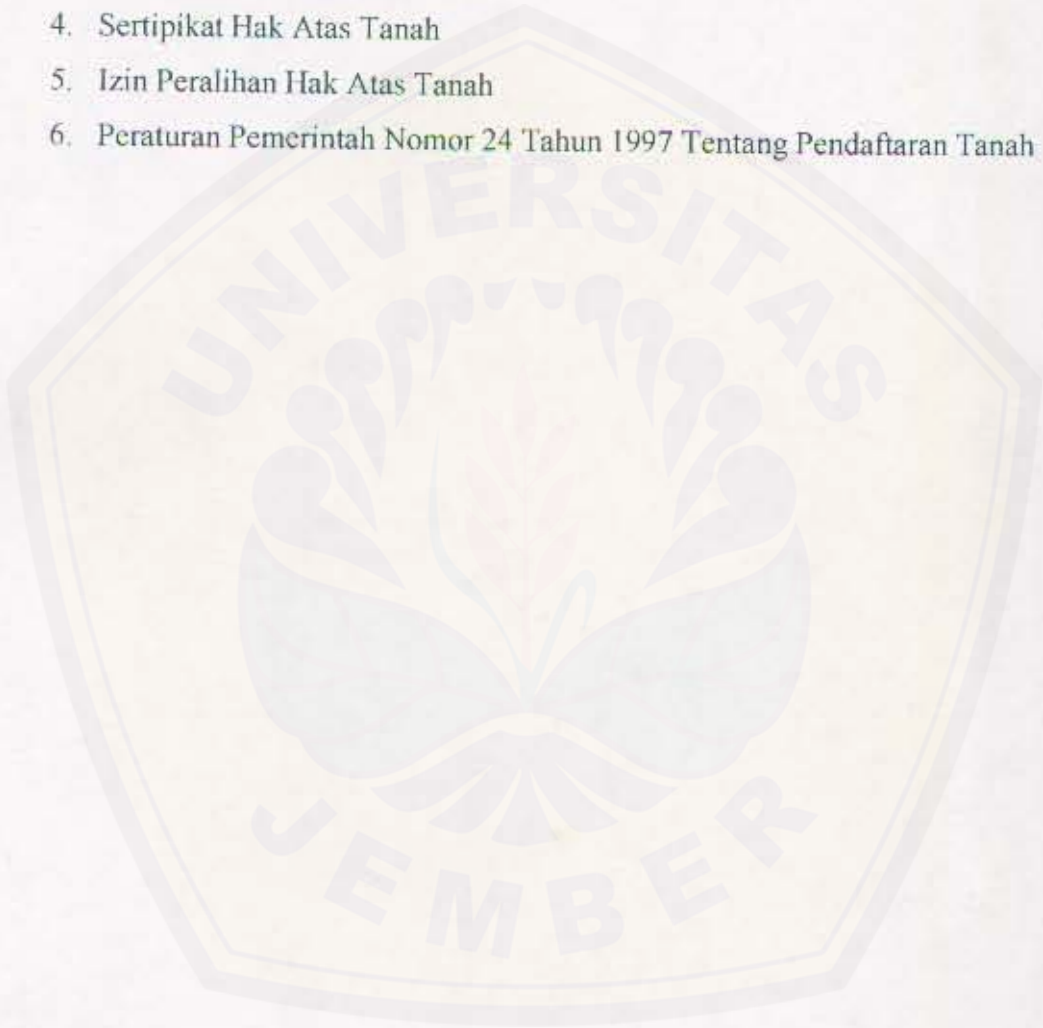 4. Sertipikat Hak Atas Tanah
5. Izin Peralihan Hak Atas Tanah
6. Peraturan Pemerintah Nomor 24 Tahun 1997 Tentang Pendaftaran Tanah
UNIVERSITAS
JEMBER